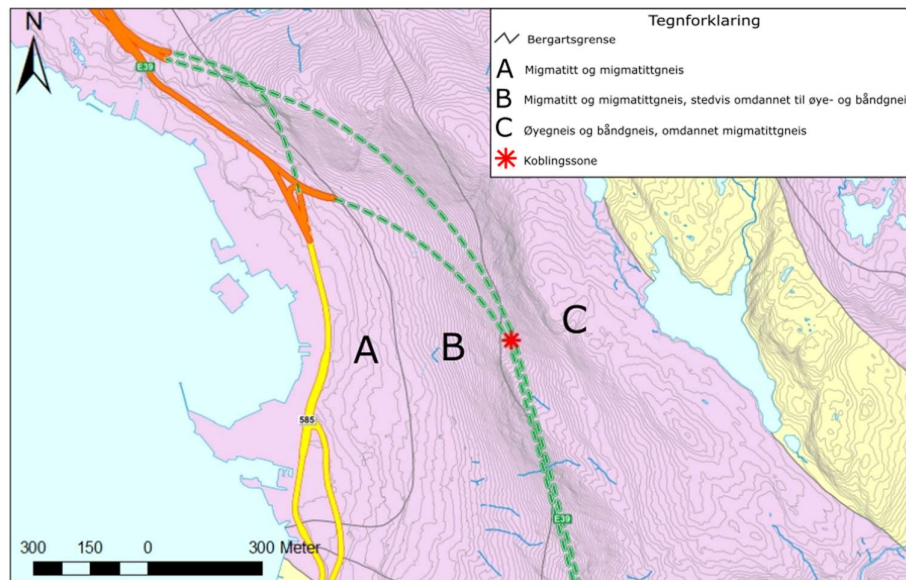 N
E39
Tegnforklaring
Bergartsgrense
A Migmatitt og migmatittgneis
B Migmatitt og migmatittgneis, stedvis omdannet til øye- og båndgnei
C Øyegneis og båndgneis, omdannet migmatittgneis
Koblingssone
A
B
C
585
E39
300 150 0 300 Meter